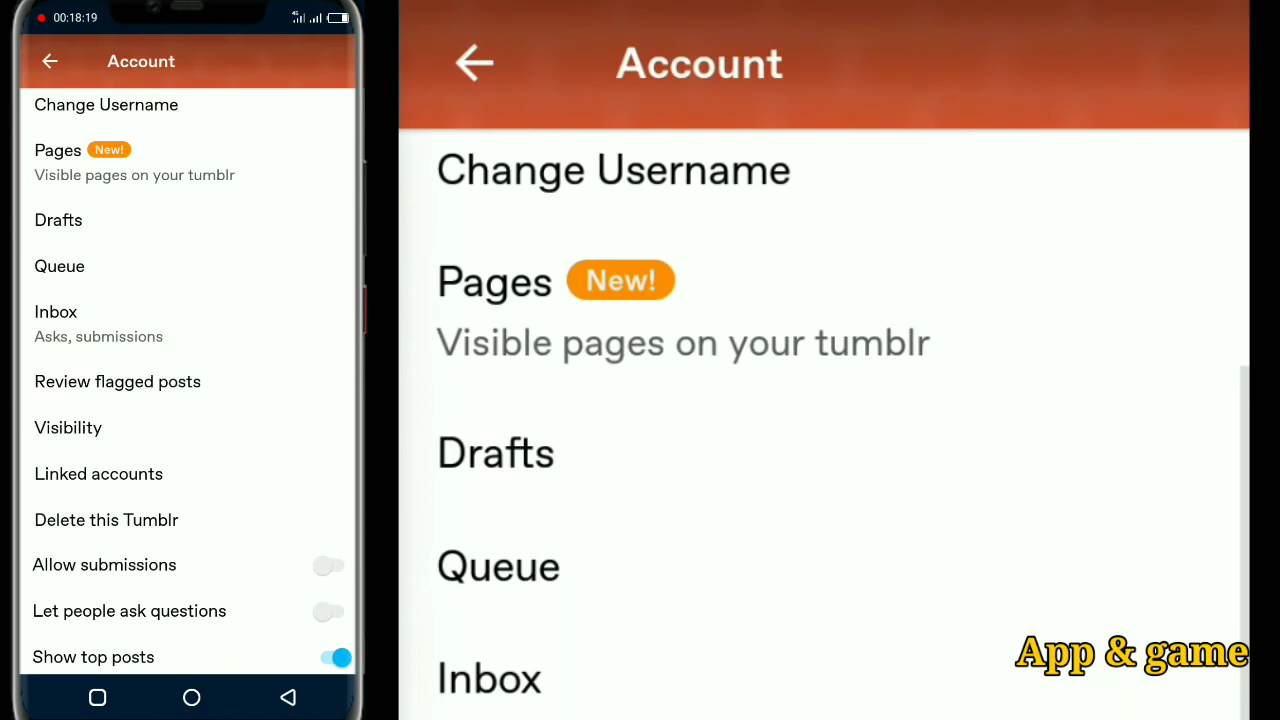 00:18:19
4G
Account
Change Username
Pages New!
Visible pages on your tumblr
Drafts
Queue
Inbox
Asks, submissions
Review flagged posts
Visibility
Linked accounts
Delete this Tumblr
Allow submissions
Let people ask questions
Show top posts
Account
Change Username
Pages New!
Visible pages on your tumblr
Drafts
Queue
Inbox
App & game